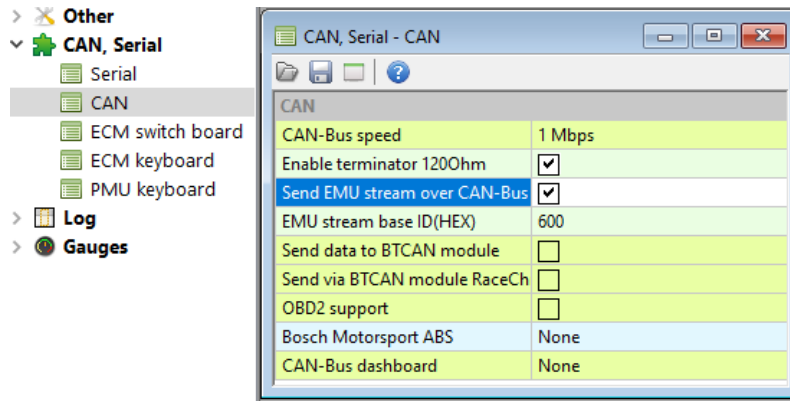 Other
CAN, Serial
Serial
CAN
ECM switch board
ECM keyboard
PMU keyboard
Log
Gauges
CAN, Serial - CAN
CAN
CAN-Bus speed 1 Mbps
Enable terminator 120Ohm
Send EMU stream over CAN-Bus
EMU stream base ID(HEX) 600
Send data to BTCAN module
Send via BTCAN module RaceCh
OBD2 support
Bosch Motorsport ABS None
CAN-Bus dashboard None